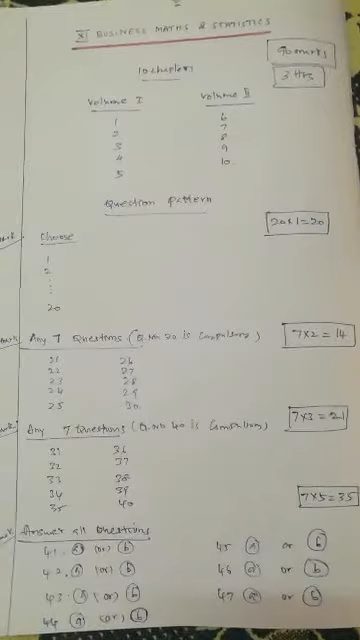 XI BUSINESS MATHS & STATISTICS
90 marks
3 Hrs
10 chapters
Volume I Volume II
1 6
2 7
3 8
4 9
5 10
Question pattern
20x1=20
mark Choose
1
2
⋮
20
mark Any 7 Questions (Q.No is Compulsory) 7x2=14
21 26
22 27
23 28
24 29
25 30
7x3=21
mark Any 7 Questions (Q.No 40 is Compulsory)
31 36
32 37
33 38
34 39
35 40
7x5=35
mark Answer all Questions
41. a (or) b 45 a or b
42. a (or) b 46 a or b
43. a (or) b 47 a or b
44 a (or) b